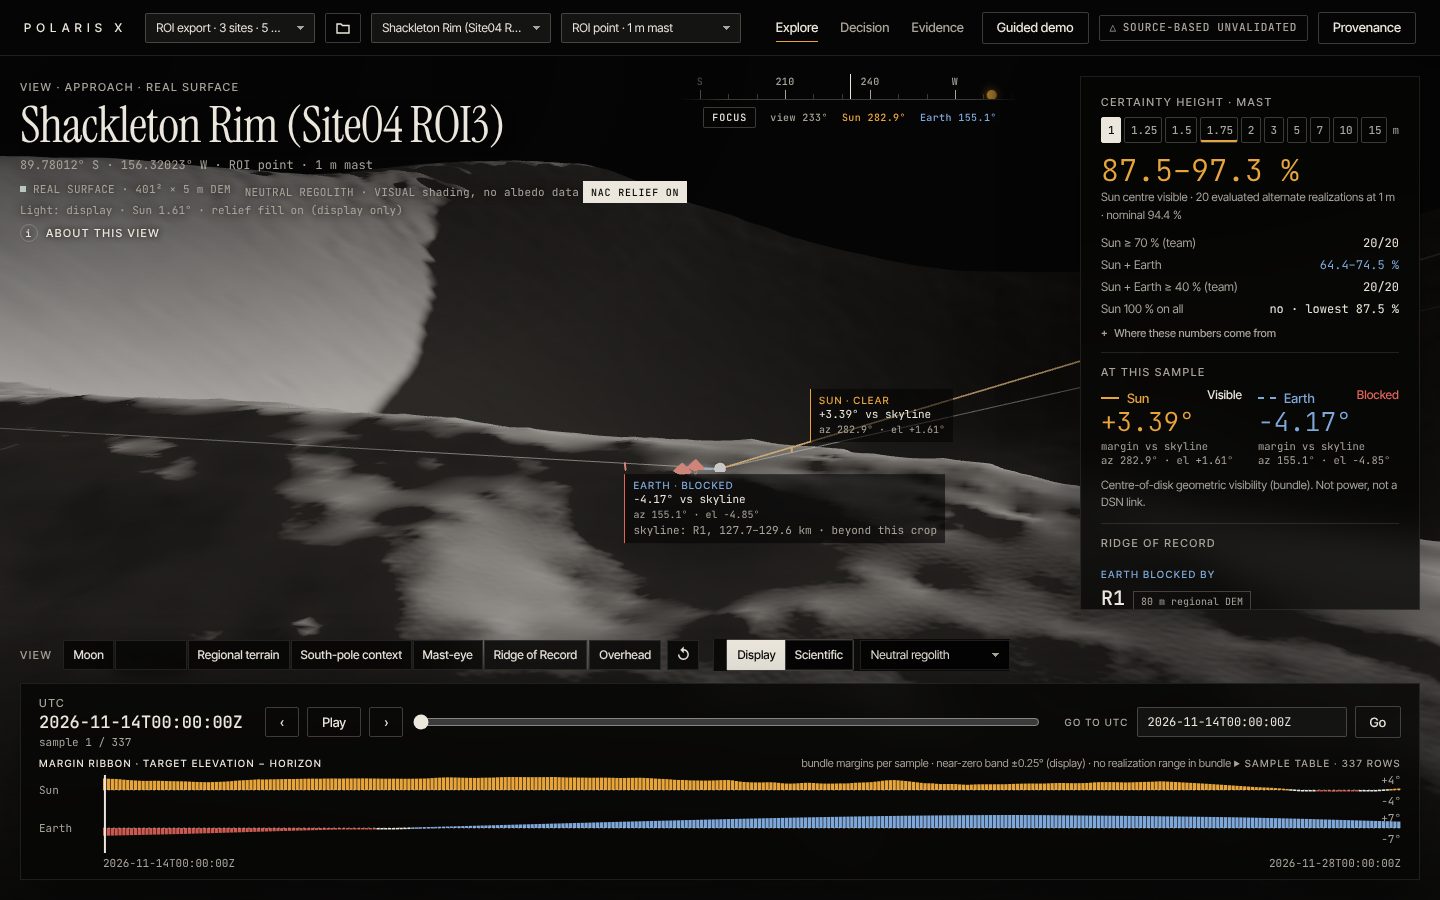 POLARIS X
ROI export · 3 sites · 5 ...
Shackleton Rim (Site04 R...
ROI point · 1 m mast
Explore
Decision
Evidence
Guided demo
△ SOURCE-BASED UNVALIDATED
Provenance
VIEW · APPROACH · REAL SURFACE
Shackleton Rim (Site04 ROI3)
89.78012° S · 156.32023° W · ROI point · 1 m mast
REAL SURFACE · 401² × 5 m DEM
NEUTRAL REGOLITH · VISUAL shading, no albedo data
NAC RELIEF ON
Light: display · Sun 1.61° · relief fill on (display only)
i ABOUT THIS VIEW
S 210 240 W
FOCUS view 233° Sun 282.9° Earth 155.1°
SUN · CLEAR
+3.39° vs skyline
az 282.9° · el +1.61°
EARTH · BLOCKED
-4.17° vs skyline
az 155.1° · el -4.85°
skyline: R1, 127.7–129.6 km · beyond this crop
CERTAINTY HEIGHT · MAST
1 1.25 1.5 1.75 2 3 5 7 10 15 m
87.5–97.3 %
Sun centre visible · 20 evaluated alternate realizations at 1 m
· nominal 94.4 %
Sun ≥ 70 % (team) 20/20
Sun + Earth 64.4–74.5 %
Sun + Earth ≥ 40 % (team) 20/20
Sun 100 % on all no · lowest 87.5 %
+ Where these numbers come from
AT THIS SAMPLE
Sun Visible
+3.39°
margin vs skyline
az 282.9° · el +1.61°
Earth Blocked
-4.17°
margin vs skyline
az 155.1° · el -4.85°
Centre-of-disk geometric visibility (bundle). Not power, not a
DSN link.
RIDGE OF RECORD
EARTH BLOCKED BY
R1 80 m regional DEM
VIEW
Moon
Regional terrain
South-pole context
Mast-eye
Ridge of Record
Overhead
Display
Scientific
Neutral regolith
UTC
2026-11-14T00:00:00Z
sample 1 / 337
‹
Play
›
GO TO UTC
2026-11-14T00:00:00Z
Go
MARGIN RIBBON · TARGET ELEVATION − HORIZON
bundle margins per sample · near-zero band ±0.25° (display) · no realization range in bundle
▶ SAMPLE TABLE · 337 ROWS
Sun
+4°
-4°
Earth
+7°
-7°
2026-11-14T00:00:00Z
2026-11-28T00:00:00Z